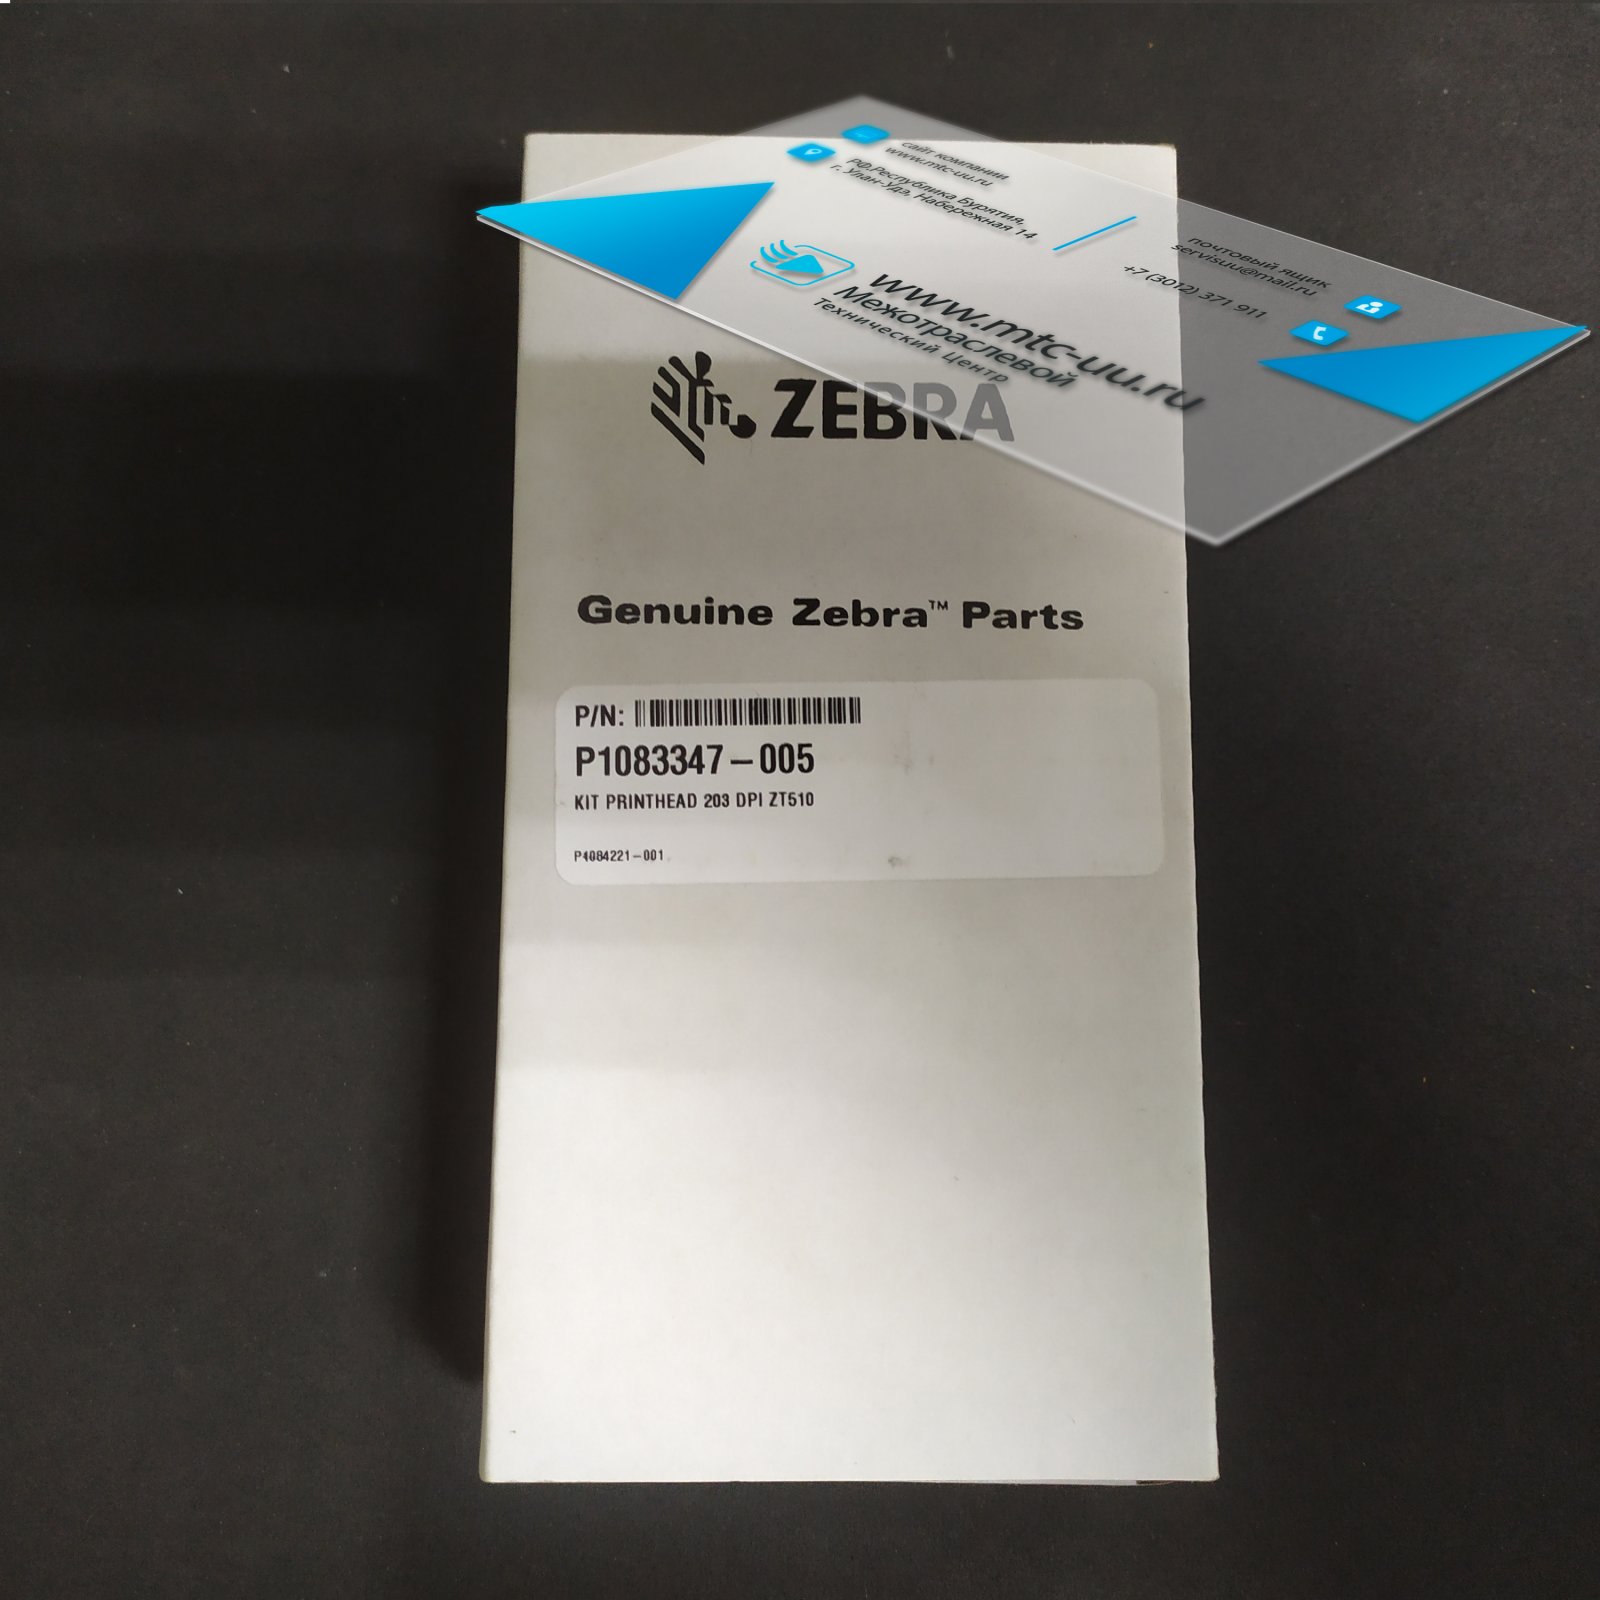 сайт компании
www.mtc-uu.ru
РФ,Республика Бурятия,
г. Улан-Удэ, Набережная 14
почтовый ящик
servisuu@mail.ru
+7 (3012) 371 911
www.mtc-uu.ru
Межотраслевой
Технический Центр
ZEBRA
Genuine Zebra™ Parts
P/N:
P1083347-005
KIT PRINTHEAD 203 DPI ZT510
P1084221-001